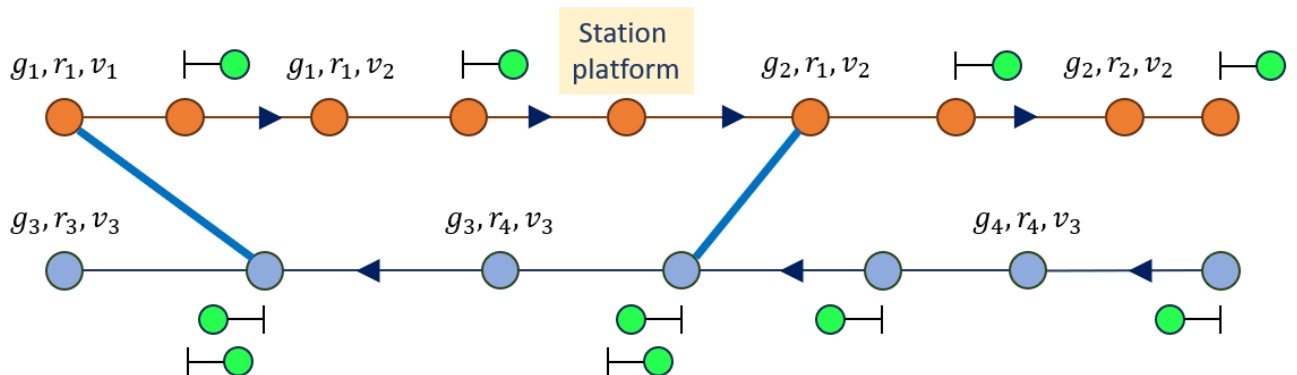 Station
platform
g₁, r₁, v₁
g₁, r₁, v₂
g₂, r₁, v₂
g₂, r₂, v₂
g₃, r₃, v₃
g₃, r₄, v₃
g₄, r₄, v₃